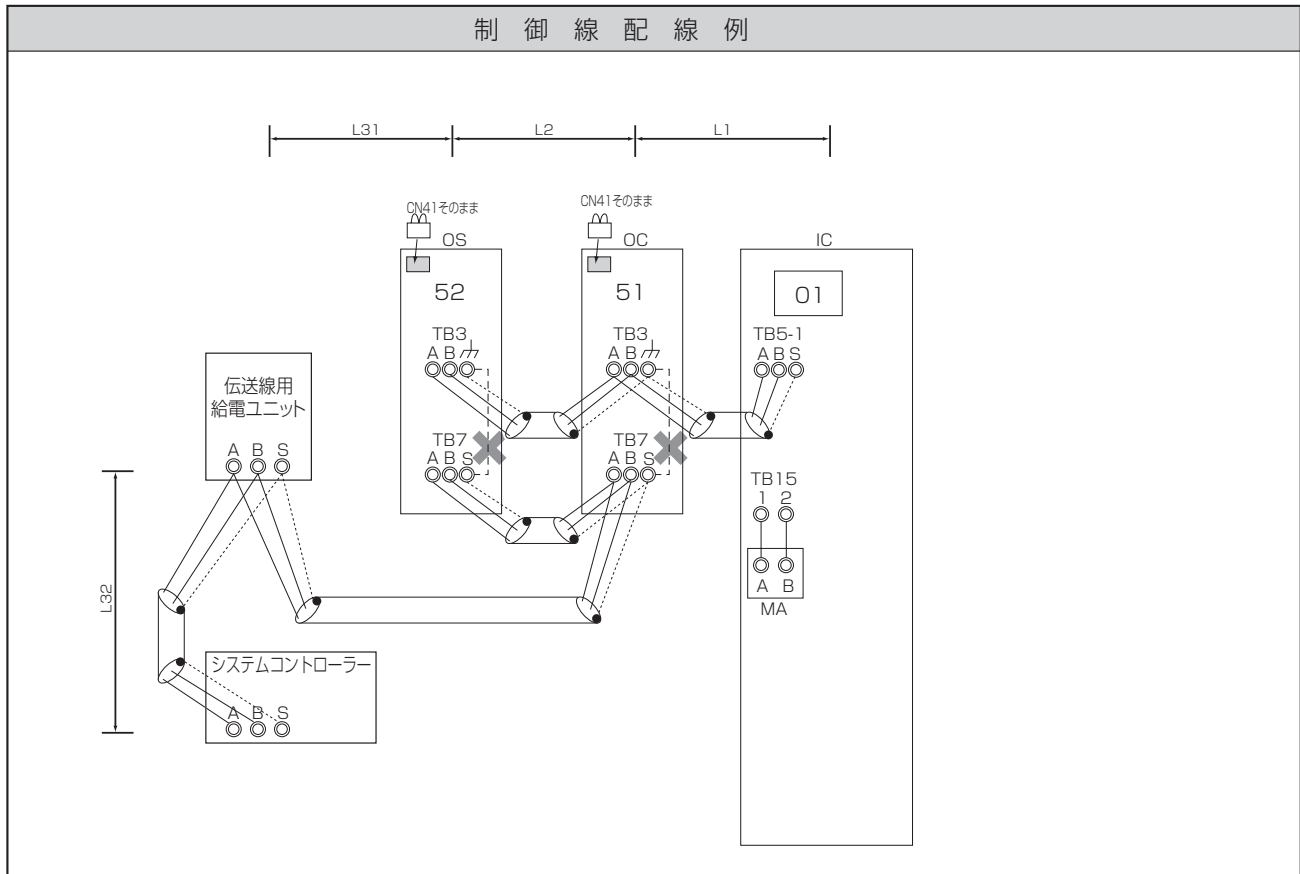 制御線配線例
L31 L2 L1
CN41そのまま CN41そのまま
OS OC IC
52 51 01
TB3 TB3 TB5-1
A B A B A B S
伝送線用
給電ユニット
TB7 TB7
A B S A B S
A B S
TB15
1 2
A B
MA
L32
システムコントローラー
A B S